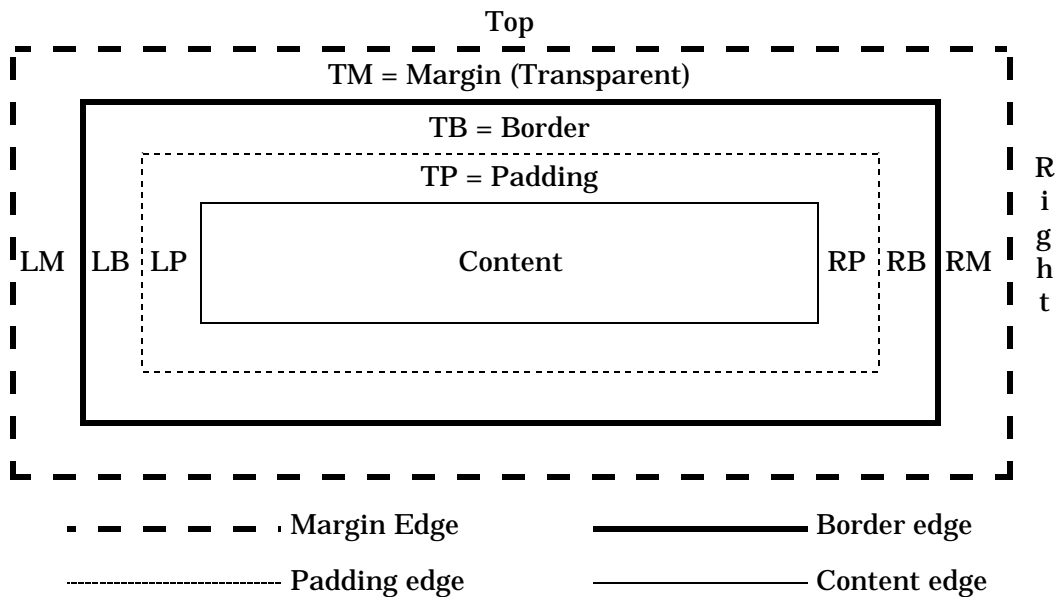 Top
TM = Margin (Transparent)
TB = Border
TP = Padding
LM LB LP Content RP RB RM
Right
Margin Edge Border edge
Padding edge Content edge